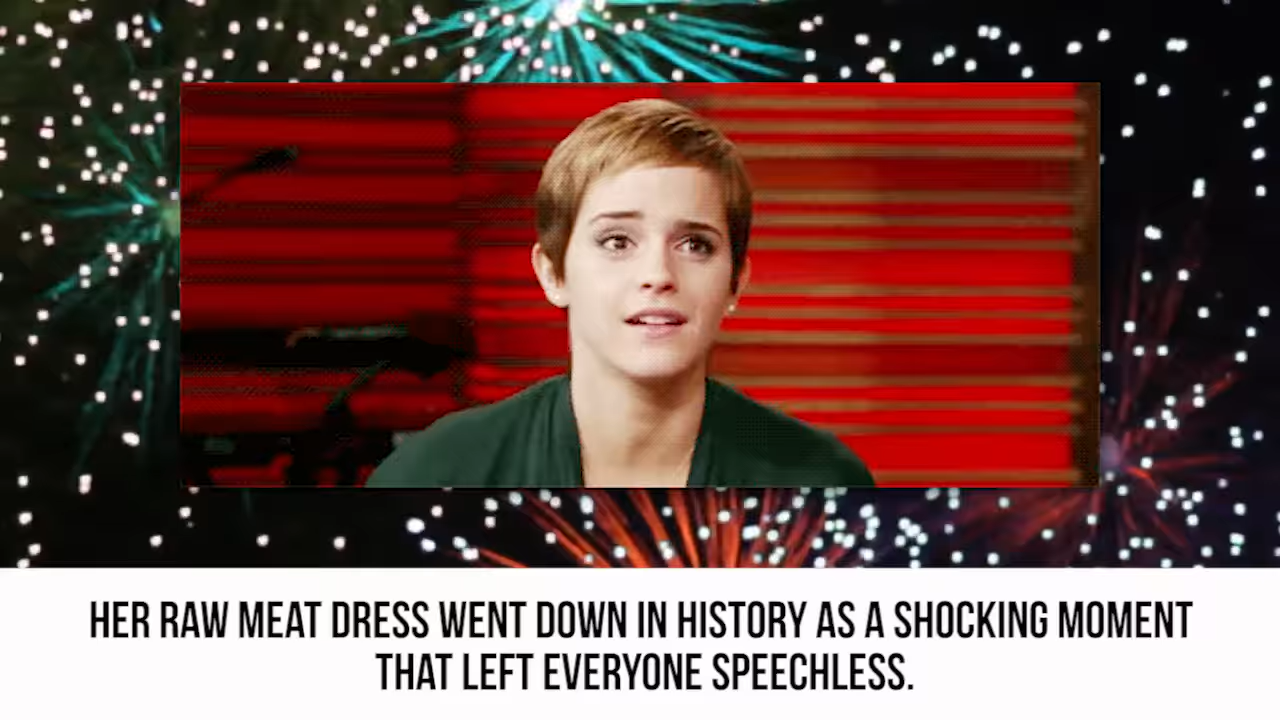 HER RAW MEAT DRESS WENT DOWN IN HISTORY AS A SHOCKING MOMENT
THAT LEFT EVERYONE SPEECHLESS.